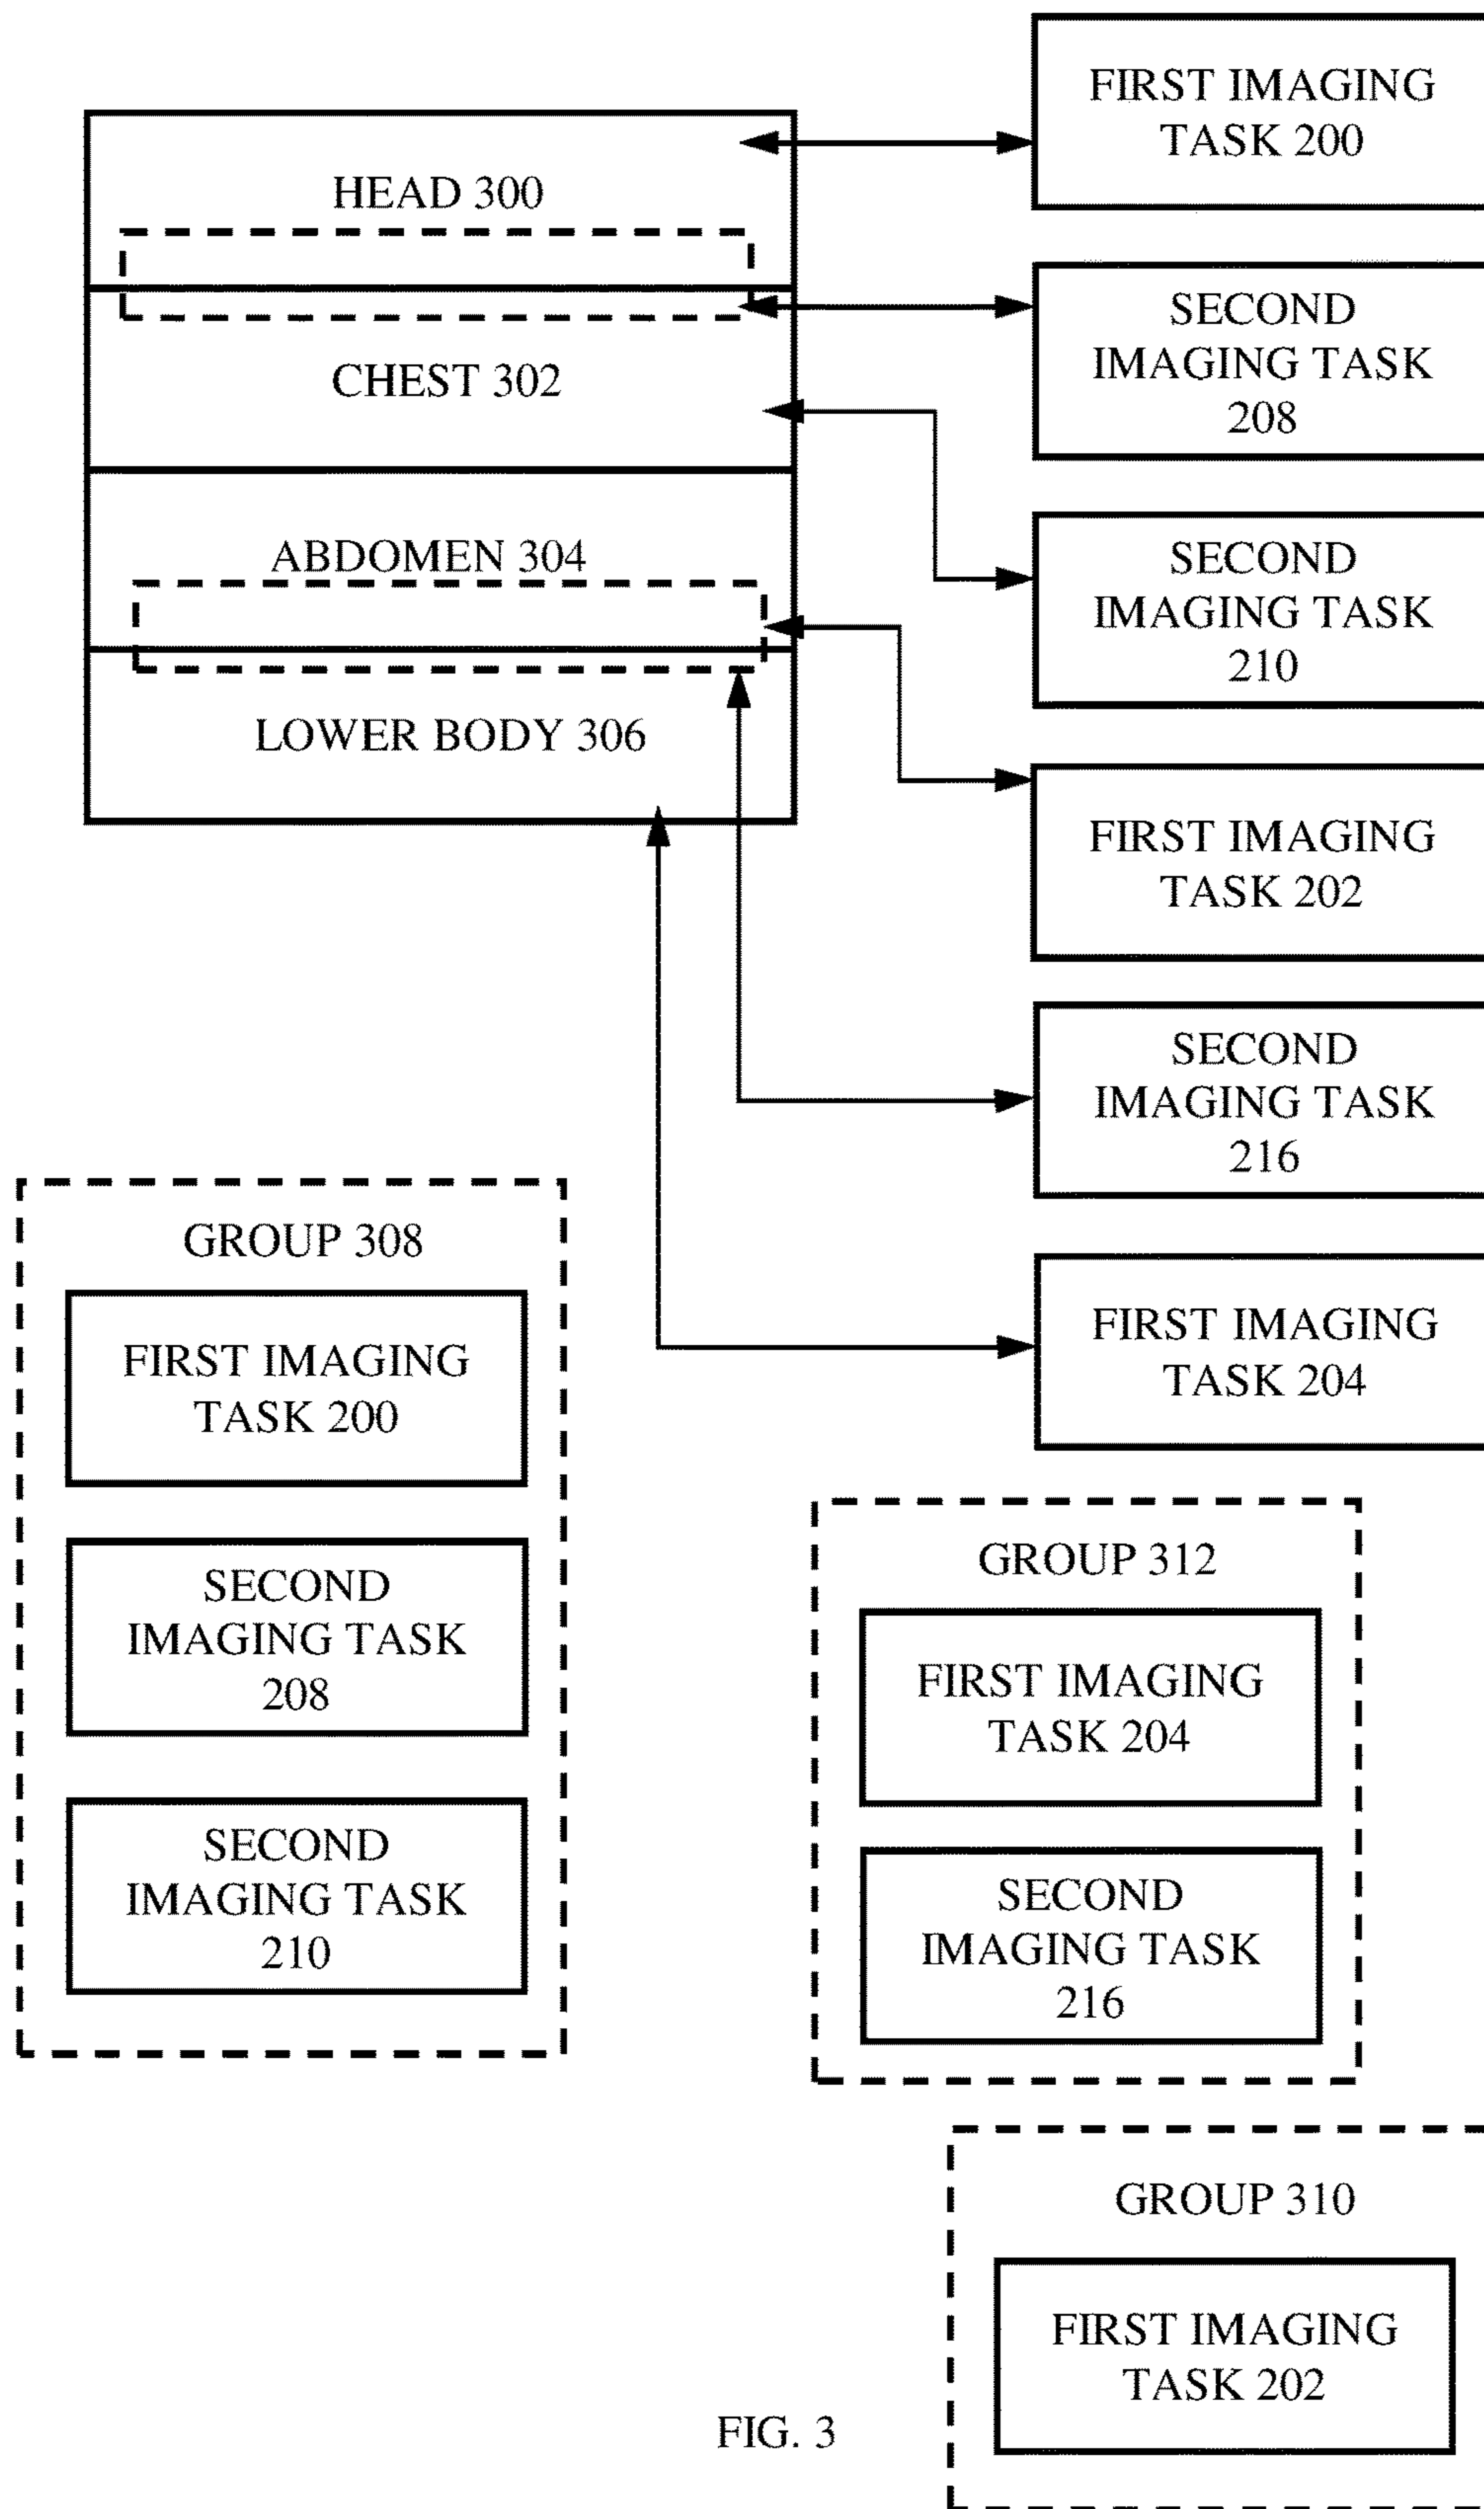 HEAD 300
CHEST 302
ABDOMEN 304
LOWER BODY 306
FIRST IMAGING
TASK 200
SECOND
IMAGING TASK
208
SECOND
IMAGING TASK
210
FIRST IMAGING
TASK 202
SECOND
IMAGING TASK
216
FIRST IMAGING
TASK 204
GROUP 308
FIRST IMAGING
TASK 200
SECOND
IMAGING TASK
208
SECOND
IMAGING TASK
210
GROUP 312
FIRST IMAGING
TASK 204
SECOND
IMAGING TASK
216
GROUP 310
FIRST IMAGING
TASK 202
FIG. 3